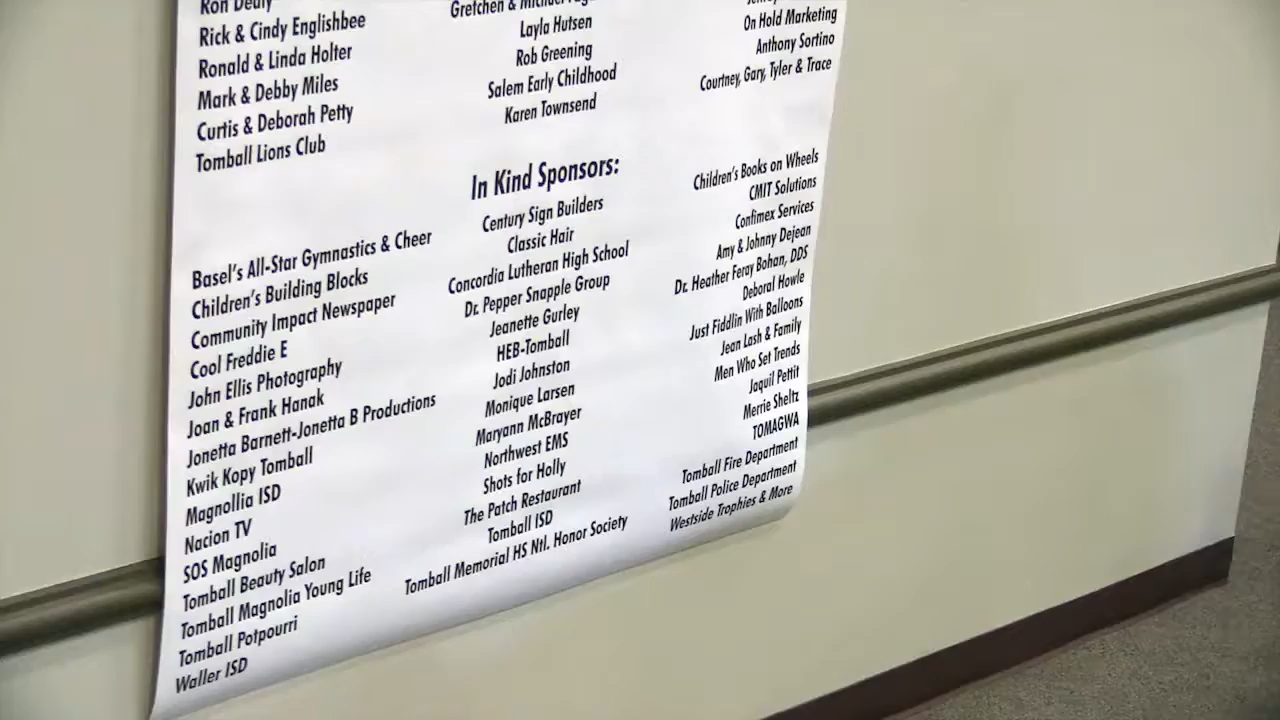 Ron Dealy
Rick & Cindy Englishbee
Ronald & Linda Holter
Mark & Debby Miles
Curtis & Deborah Petty
Tomball Lions Club
Gretchen & Michael
Layla Hutsen
Rob Greening
Salem Early Childhood
Karen Townsend
On Hold Marketing
Anthony Sortino
Courtney, Gary, Tyler & Trace
In Kind Sponsors:
Basel's All-Star Gymnastics & Cheer
Children's Building Blocks
Community Impact Newspaper
Cool Freddie E
John Ellis Photography
Joan & Frank Hanak
Jonetta Barnett-Jonetta B Productions
Kwik Kopy Tomball
Magnollia ISD
Nacion TV
SOS Magnolia
Tomball Beauty Salon
Tomball Magnolia Young Life
Tomball Potpourri
Waller ISD
Century Sign Builders
Classic Hair
Concordia Lutheran High School
Dr. Pepper Snapple Group
Jeanette Gurley
HEB-Tomball
Jodi Johnston
Monique Larsen
Maryann McBrayer
Northwest EMS
Shots for Holly
The Patch Restaurant
Tomball ISD
Tomball Memorial HS Ntl. Honor Society
Children's Books on Wheels
CMIT Solutions
Confimex Services
Amy & Johnny Dejean
Dr. Heather Feray Bohan, DDS
Deboral Howle
Just Fiddlin With Balloons
Jean Lash & Family
Men Who Set Trends
Jaquil Pettit
Merrie Sheltz
TOMAGWA
Tomball Fire Department
Tomball Police Department
Westside Trophies & More